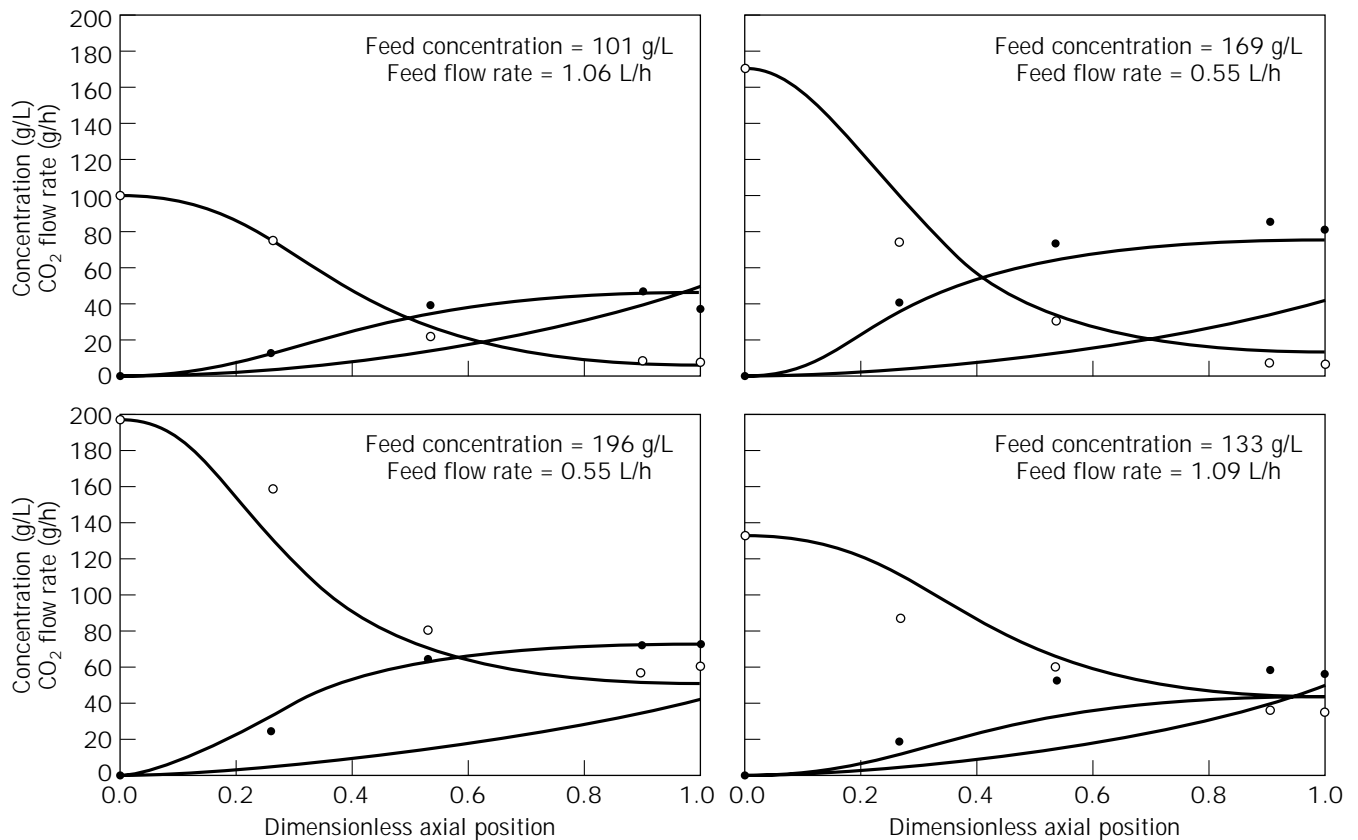 Feed concentration = 101 g/L
Feed flow rate = 1.06 L/h
Concentration (g/L)
CO₂ flow rate (g/h)
200
180
160
140
120
100
80
60
40
20
0
Feed concentration = 169 g/L
Feed flow rate = 0.55 L/h
Feed concentration = 196 g/L
Feed flow rate = 0.55 L/h
Concentration (g/L)
CO₂ flow rate (g/h)
200
180
160
140
120
100
80
60
40
20
0
0.0 0.2 0.4 0.6 0.8 1.0
Dimensionless axial position
Feed concentration = 133 g/L
Feed flow rate = 1.09 L/h
0.0 0.2 0.4 0.6 0.8 1.0
Dimensionless axial position